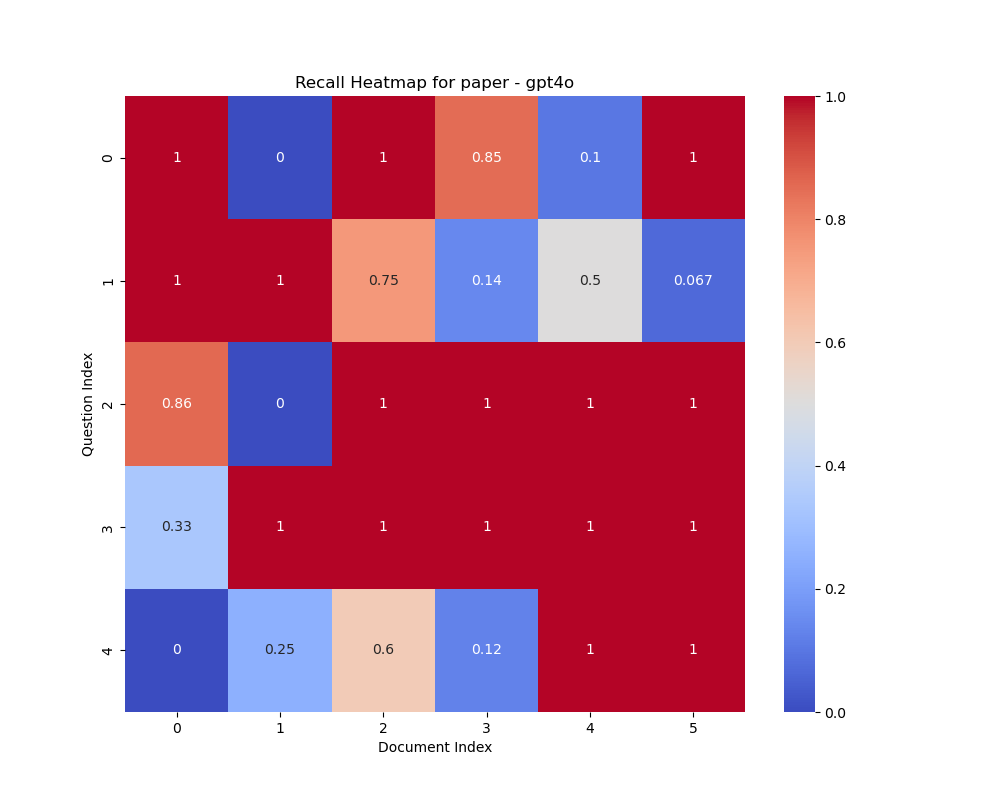 Recall Heatmap for paper - gpt4o
0 1 0 1 0.85 0.1 1
1 1 1 0.75 0.14 0.5 0.067
2 0.86 0 1 1 1 1
3 0.33 1 1 1 1 1
4 0 0.25 0.6 0.12 1 1
0 1 2 3 4 5
Document Index
Question Index
1.0
0.8
0.6
0.4
0.2
0.0